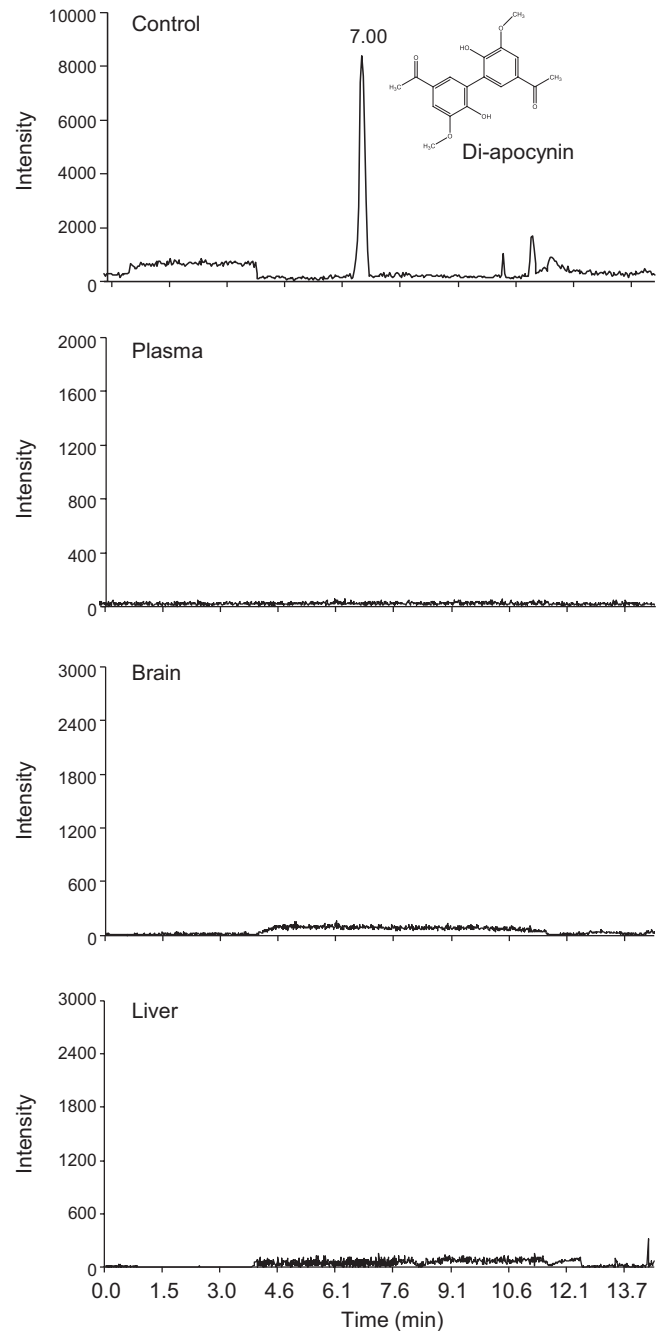 Control
10000
8000
6000
4000
2000
0
Intensity
7.00
Di-apocynin
H₃C
O
HO
O
CH₃
O
H₃C
OH
O
H₃C
Plasma
2000
1600
1200
800
400
0
Intensity
Brain
3000
2400
1800
1200
600
0
Intensity
Liver
3000
2400
1800
1200
600
0
Intensity
0.0 1.5 3.0 4.6 6.1 7.6 9.1 10.6 12.1 13.7
Time (min)